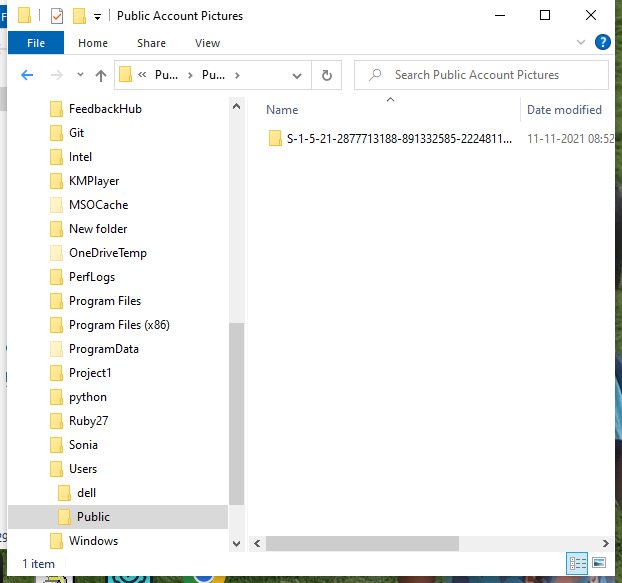 Public Account Pictures
File Home Share View
« Pu... › Pu... ›
Search Public Account Pictures
FeedbackHub
Git
Intel
KMPlayer
MSOCache
New folder
OneDriveTemp
PerfLogs
Program Files
Program Files (x86)
ProgramData
Project1
python
Ruby27
Sonia
Users
dell
Public
Windows
Name Date modified
S-1-5-21-2877713188-891332585-2224811... 11-11-2021 08:52
1 item